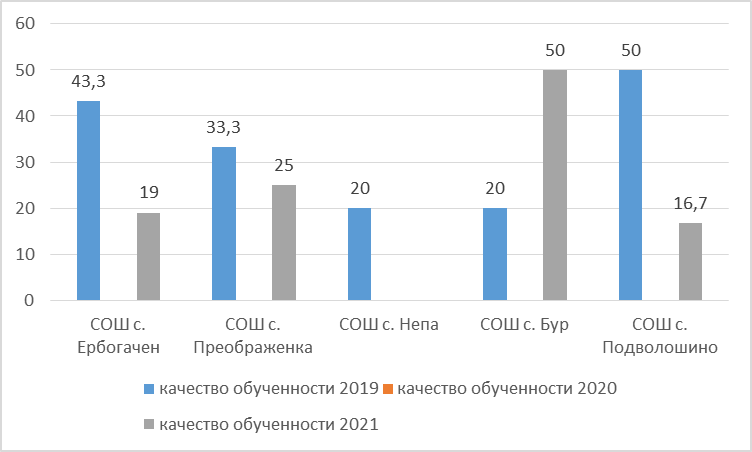 60
50
40
30
20
10
0
43,3
19
33,3
25
20
20
50
50
16,7
СОШ с. Ербогачен
СОШ с. Преображенка
СОШ с. Непа
СОШ с. Бур
СОШ с. Подволошино
качество обученности 2019
качество обученности 2020
качество обученности 2021